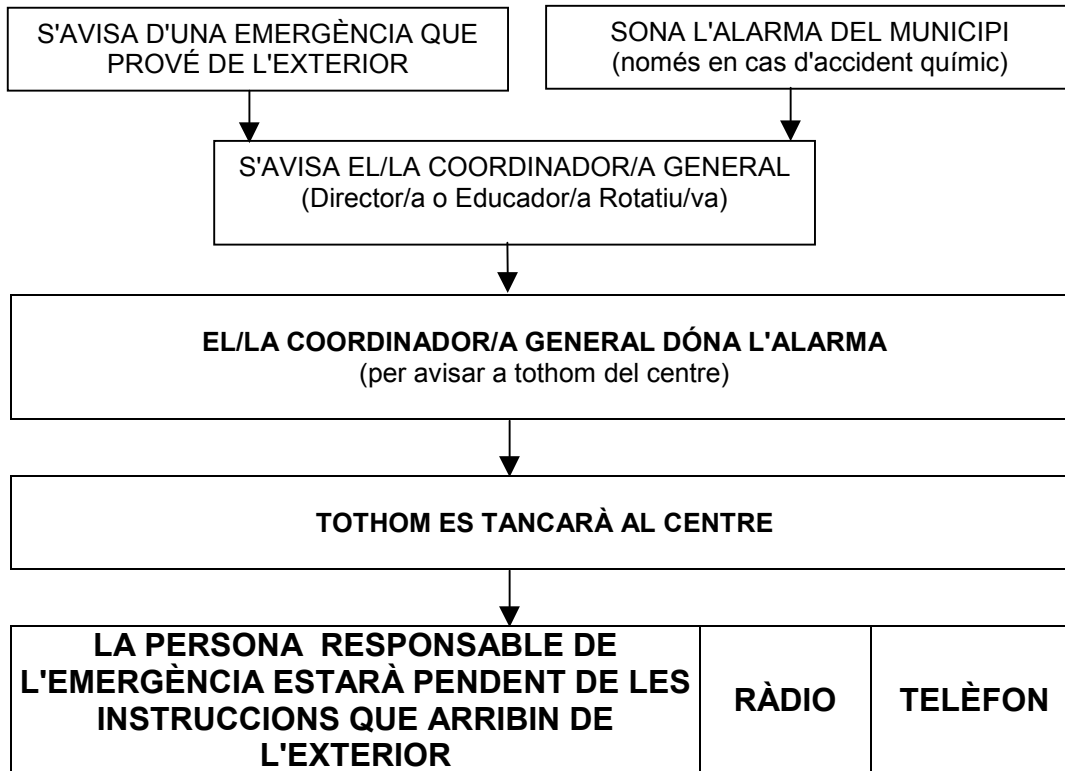 S'AVISA D'UNA EMERGÈNCIA QUE
PROVÉ DE L'EXTERIOR
SONA L'ALARMA DEL MUNICIPI
(només en cas d'accident químic)
S'AVISA EL/LA COORDINADOR/A GENERAL
(Director/a o Educador/a Rotatiu/va)
EL/LA COORDINADOR/A GENERAL DÓNA L'ALARMA
(per avisar a tothom del centre)
TOTHOM ES TANCARÀ AL CENTRE
LA PERSONA RESPONSABLE DE
L'EMERGÈNCIA ESTARÀ PENDENT DE LES
INSTRUCCIONS QUE ARRIBIN DE
L'EXTERIOR
RÀDIO
TELÈFON